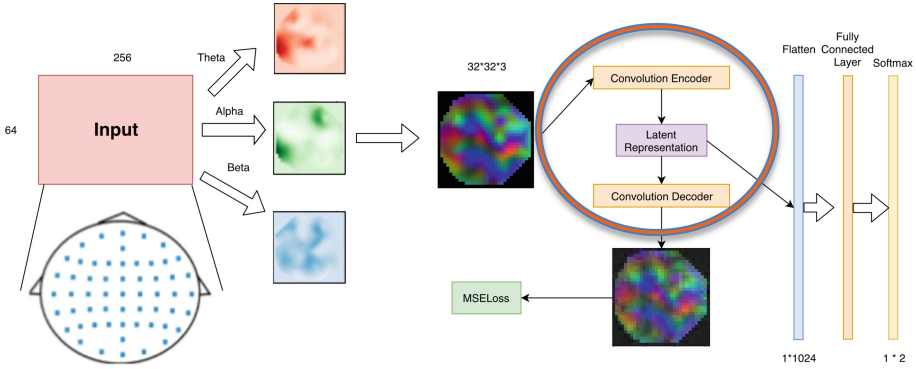 256
64
Input
Theta
Alpha
Beta
32*32*3
Convolution Encoder
Latent
Representation
Convolution Decoder
MSELoss
Flatten
Fully
Connected
Layer
Softmax
1*1024
1 * 2